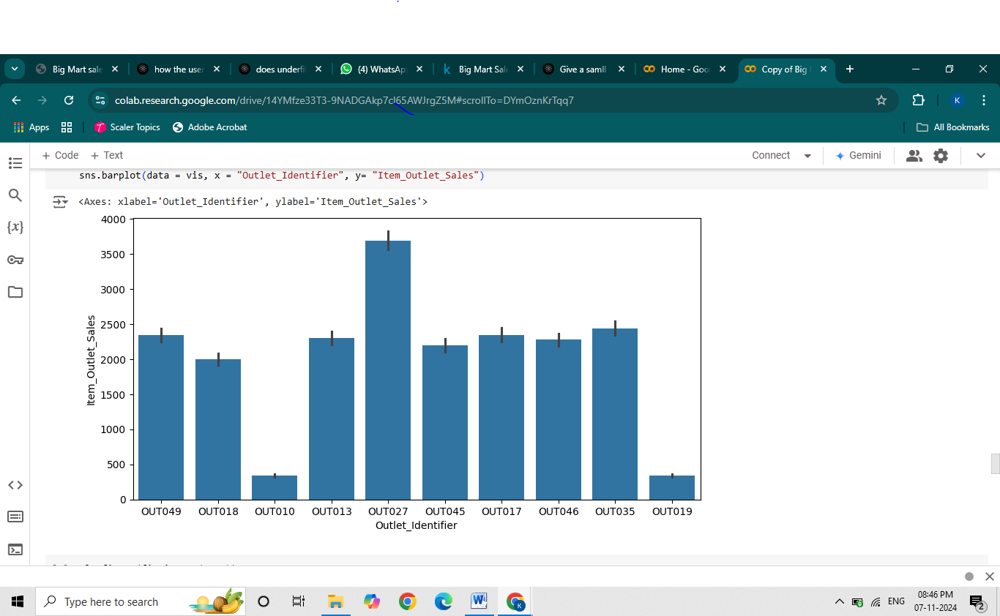 Big Mart sale
how the user
does underfi
(4) WhatsApp
Big Mart Sal
Give a samll
Home - Goo
Copy of Big
colab.research.google.com/drive/14YMfze33T3-9NADGAkp7cI65AWJrgZ5M#scrollTo=DYmOznKrTqq7
K
Apps
Scaler Topics
Adobe Acrobat
All Bookmarks
+ Code + Text
Connect
Gemini
sns.barplot(data = vis, x = "Outlet_Identifier", y= "Item_Outlet_Sales")
{x}
<Axes: xlabel='Outlet_Identifier', ylabel='Item_Outlet_Sales'>
4000
3500
3000
2500
2000
1500
1000
500
0
Item_Outlet_Sales
OUT049 OUT018 OUT010 OUT013 OUT027 OUT045 OUT017 OUT046 OUT035 OUT019
Outlet_Identifier
Type here to search
K
ENG
08:46 PM
07-11-2024
2